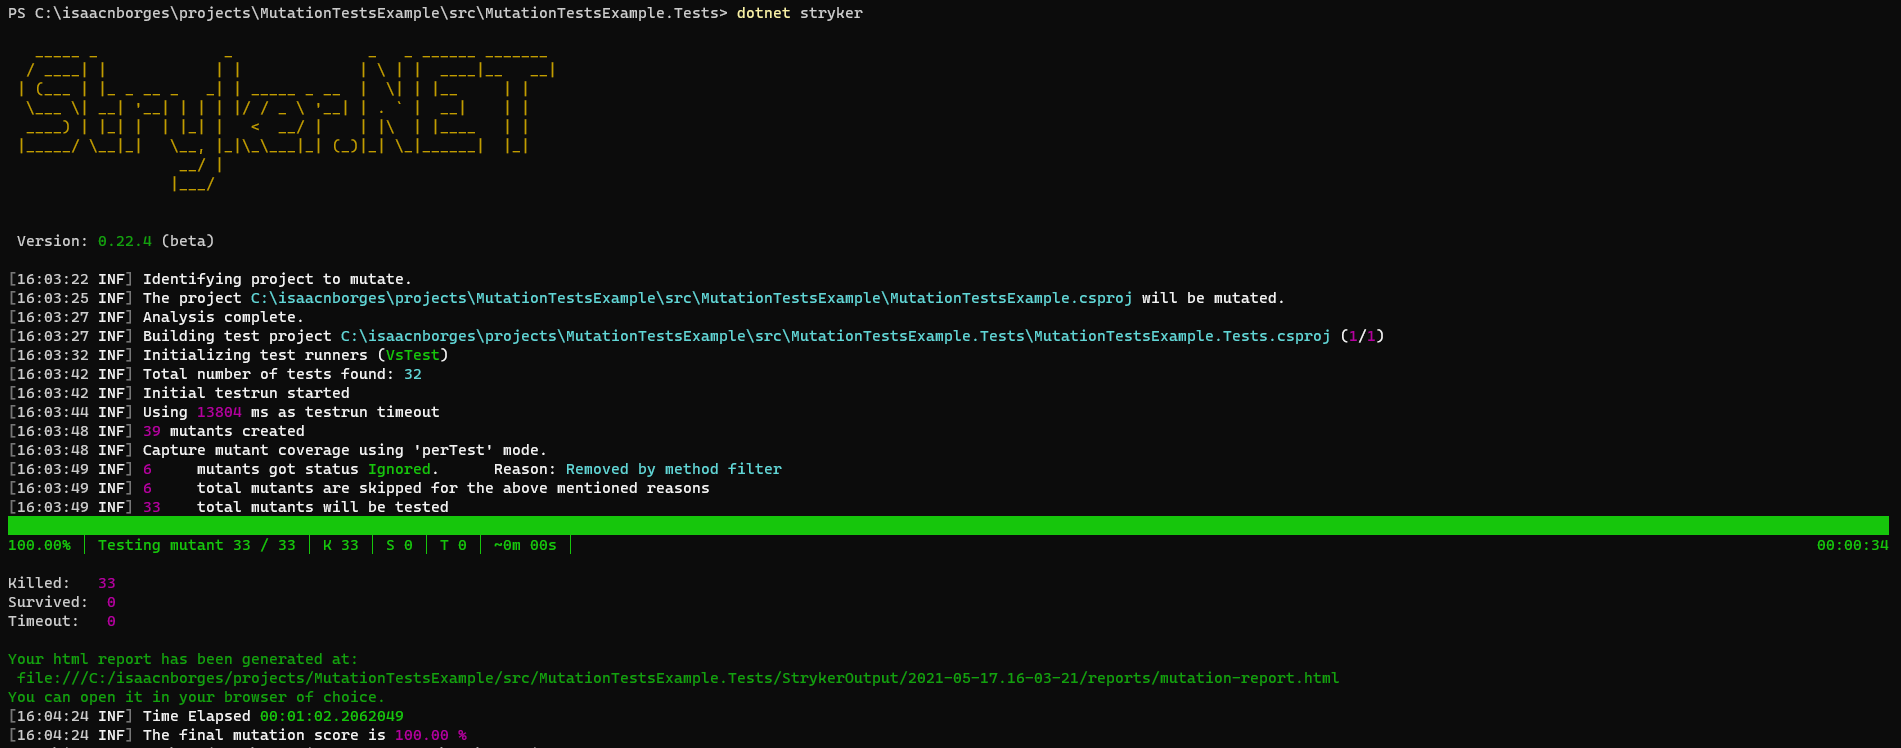 PS C:\isaacnborges\projects\MutationTestsExample\src\MutationTestsExample.Tests> dotnet stryker
Stryker.NET
Version: 0.22.4 (beta)
[16:03:22 INF] Identifying project to mutate.
[16:03:25 INF] The project C:\isaacnborges\projects\MutationTestsExample\src\MutationTestsExample\MutationTestsExample.csproj will be mutated.
[16:03:27 INF] Analysis complete.
[16:03:27 INF] Building test project C:\isaacnborges\projects\MutationTestsExample\src\MutationTestsExample.Tests\MutationTestsExample.Tests.csproj (1/1)
[16:03:32 INF] Initializing test runners (VsTest)
[16:03:42 INF] Total number of tests found: 32
[16:03:42 INF] Initial testrun started
[16:03:44 INF] Using 13804 ms as testrun timeout
[16:03:48 INF] 39 mutants created
[16:03:48 INF] Capture mutant coverage using 'perTest' mode.
[16:03:49 INF] 6     mutants got status Ignored.      Reason: Removed by method filter
[16:03:49 INF] 6     total mutants are skipped for the above mentioned reasons
[16:03:49 INF] 33    total mutants will be tested
100.00% │ Testing mutant 33 / 33 │ K 33 │ S 0 │ T 0 │ ~0m 00s │ 00:00:34
Killed:   33
Survived:  0
Timeout:   0
Your html report has been generated at:
file:///C:/isaacnborges/projects/MutationTestsExample/src/MutationTestsExample.Tests/StrykerOutput/2021-05-17.16-03-21/reports/mutation-report.html
You can open it in your browser of choice.
[16:04:24 INF] Time Elapsed 00:01:02.2062049
[16:04:24 INF] The final mutation score is 100.00 %